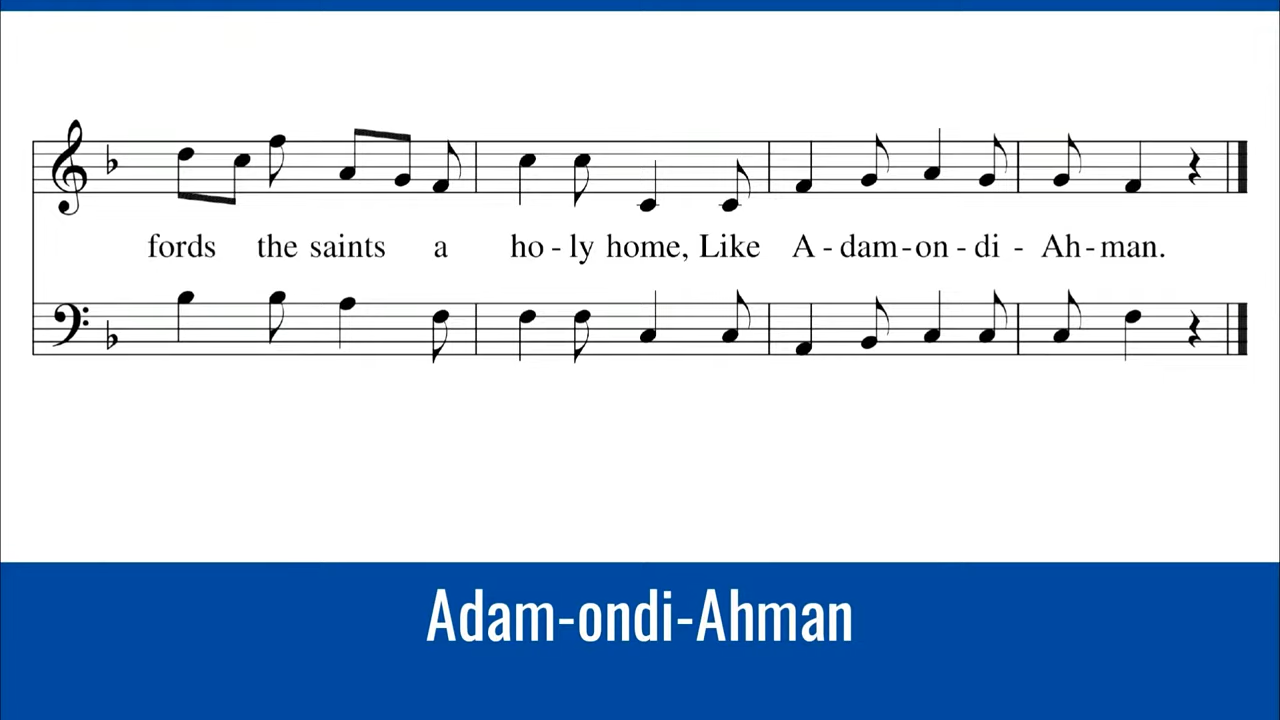 fords the saints a ho - ly home, Like A - dam - on - di - Ah - man.
Adam-ondi-Ahman